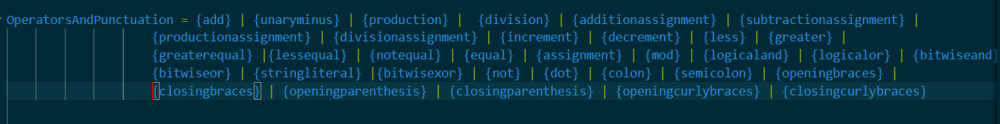 OperatorsAndPunctuation = {add} | {unaryminus} | {production} |  {division} | {additionassignment} | {subtractionassignment} |
{productionassignment} | {divisionassignment} | {increment} | {decrement} | {less} | {greater} |
{greaterequal} |{lessequal} | {notequal} | {equal} | {assignment} | {mod} | {logicaland} | {logicalor} | {bitwiseand}
{bitwiseor} | {stringliteral} |{bitwisexor} | {not} | {dot} | {colon} | {semicolon} | {openingbraces} |
{closingbraces} | {openingparenthesis} | {closingparenthesis} | {openingcurlybraces} | {closingcurlybraces}